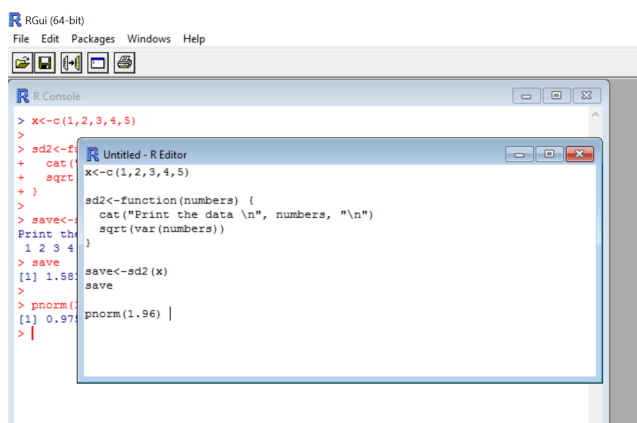 RGui (64-bit)
File Edit Packages Windows Help
R Console
> x<-c(1,2,3,4,5)
>
> sd2<-f
+ cat(
+ sqrt
+ }
>
> save<-
Print the
1 2 3 4
> save
[1] 1.58
>
> pnorm(
[1] 0.97
>
Untitled - R Editor
x<-c(1,2,3,4,5)
sd2<-function(numbers) {
cat("Print the data \n", numbers, "\n")
sqrt(var(numbers))
}
save<-sd2(x)
save
pnorm(1.96)